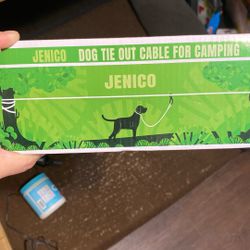 JENICO DOG TIE OUT CABLE FOR CAMPING
JENICO